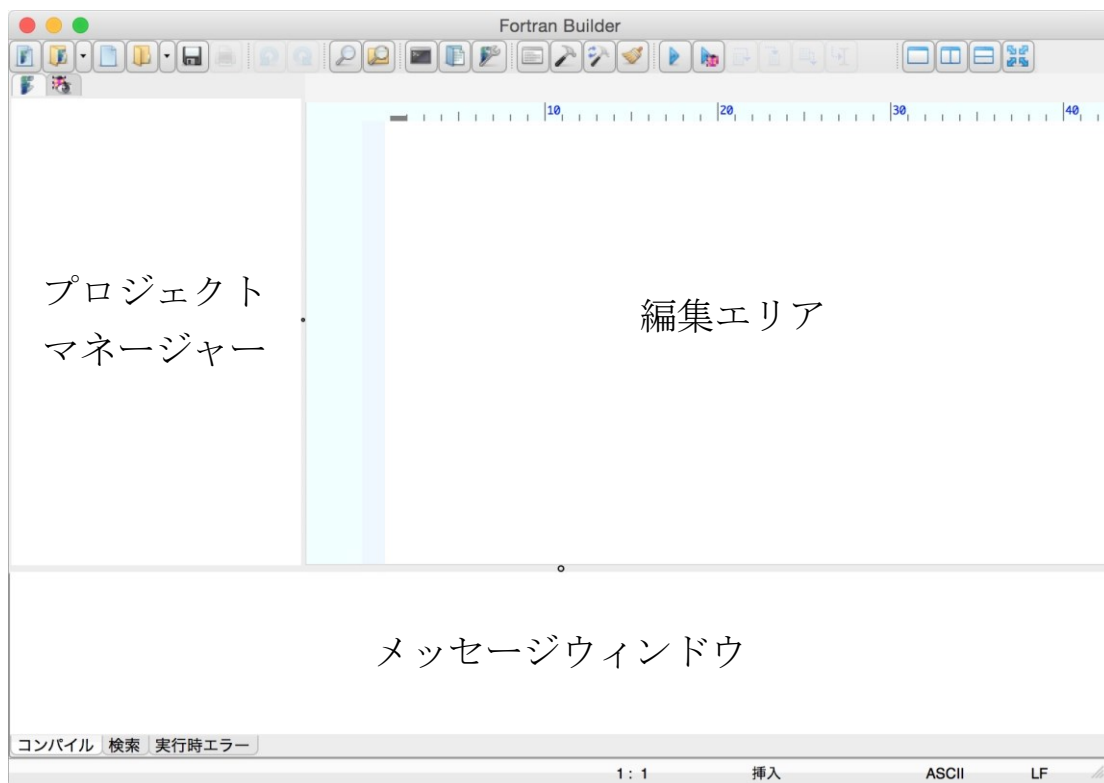 Fortran Builder
10 20 30 40
プロジェクト
マネージャー
編集エリア
メッセージウィンドウ
コンパイル 検索 実行時エラー
1: 1 挿入 ASCII LF